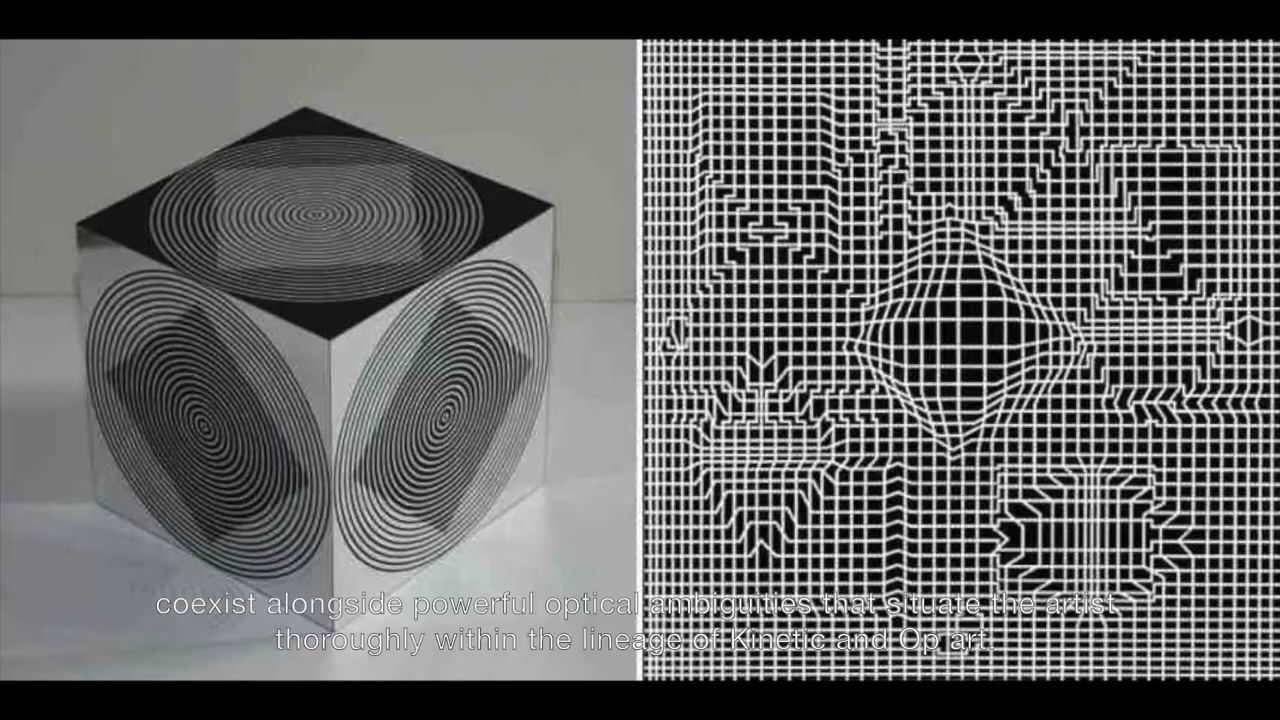 coexist alongside powerful optical ambiguities that situate the artist
thoroughly within the lineage of Kinetic and Op art.